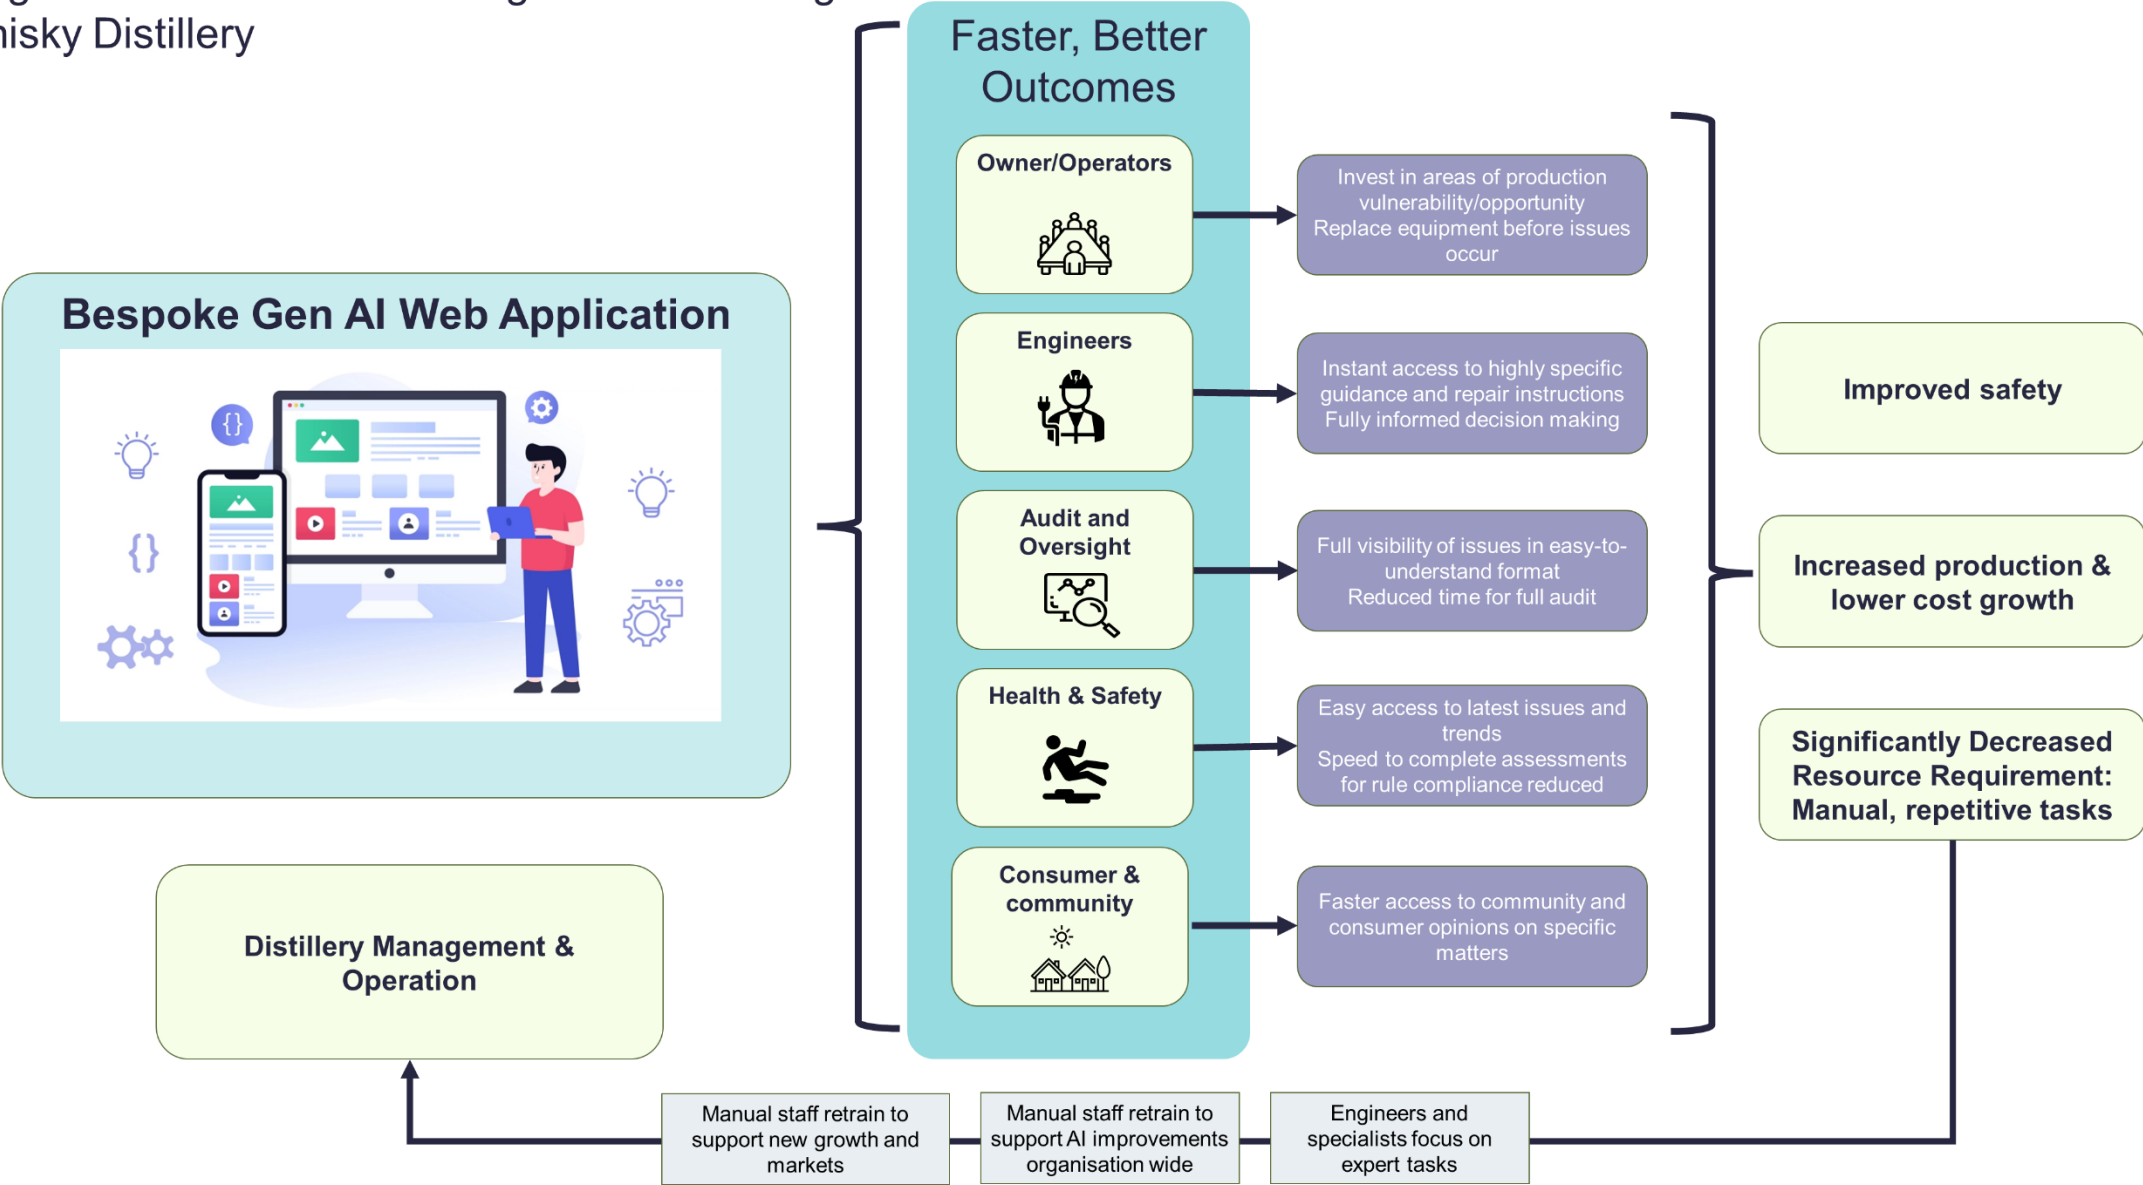 hisky Distillery
Faster, Better
Outcomes
Bespoke Gen AI Web Application
Owner/Operators
Engineers
Audit and
Oversight
Health & Safety
Consumer &
community
Invest in areas of production
vulnerability/opportunity
Replace equipment before issues
occur
Instant access to highly specific
guidance and repair instructions
Fully informed decision making
Full visibility of issues in easy-to-
understand format
Reduced time for full audit
Easy access to latest issues and
trends
Speed to complete assessments
for rule compliance reduced
Faster access to community and
consumer opinions on specific
matters
Improved safety
Increased production &
lower cost growth
Significantly Decreased
Resource Requirement:
Manual, repetitive tasks
Distillery Management &
Operation
Manual staff retrain to
support new growth and
markets
Manual staff retrain to
support AI improvements
organisation wide
Engineers and
specialists focus on
expert tasks